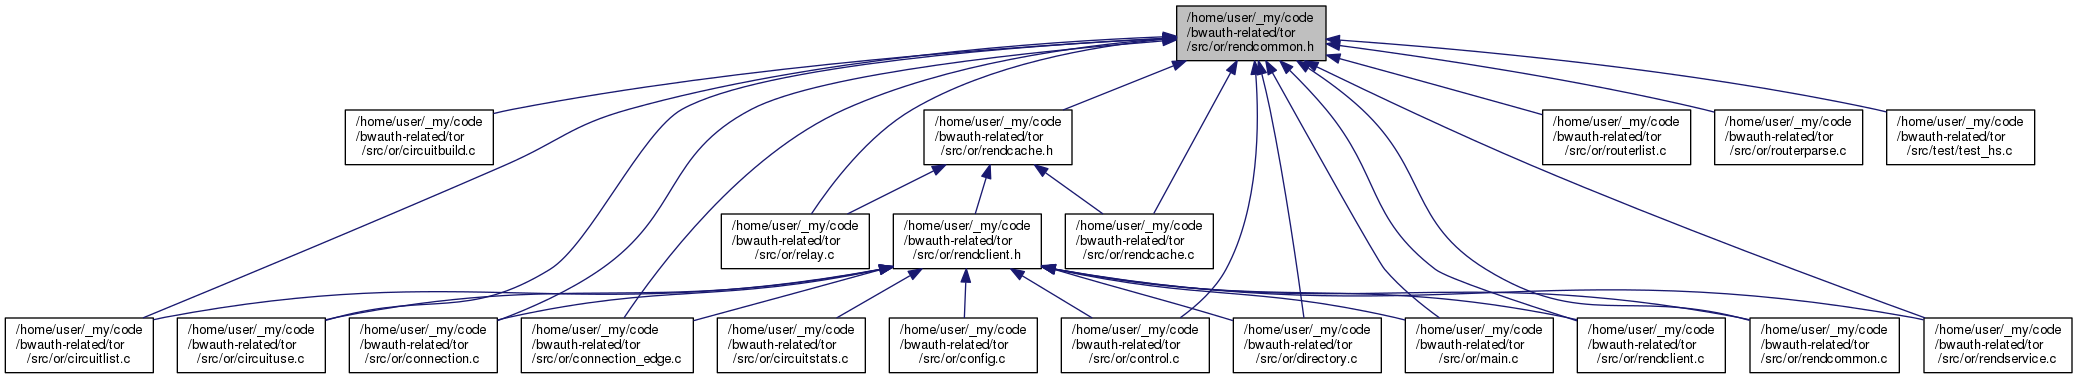 /home/user/_my/code
/bwauth-related/tor
/src/or/rendcommon.h
/home/user/_my/code
/bwauth-related/tor
/src/or/circuitbuild.c
/home/user/_my/code
/bwauth-related/tor
/src/or/rendcache.h
/home/user/_my/code
/bwauth-related/tor
/src/or/routerlist.c
/home/user/_my/code
/bwauth-related/tor
/src/or/routerparse.c
/home/user/_my/code
/bwauth-related/tor
/src/test/test_hs.c
/home/user/_my/code
/bwauth-related/tor
/src/or/relay.c
/home/user/_my/code
/bwauth-related/tor
/src/or/rendclient.h
/home/user/_my/code
/bwauth-related/tor
/src/or/rendcache.c
/home/user/_my/code
/bwauth-related/tor
/src/or/circuitlist.c
/home/user/_my/code
/bwauth-related/tor
/src/or/circuituse.c
/home/user/_my/code
/bwauth-related/tor
/src/or/connection.c
/home/user/_my/code
/bwauth-related/tor
/src/or/connection_edge.c
/home/user/_my/code
/bwauth-related/tor
/src/or/circuitstats.c
/home/user/_my/code
/bwauth-related/tor
/src/or/config.c
/home/user/_my/code
/bwauth-related/tor
/src/or/control.c
/home/user/_my/code
/bwauth-related/tor
/src/or/directory.c
/home/user/_my/code
/bwauth-related/tor
/src/or/main.c
/home/user/_my/code
/bwauth-related/tor
/src/or/rendclient.c
/home/user/_my/code
/bwauth-related/tor
/src/or/rendcommon.c
/home/user/_my/code
/bwauth-related/tor
/src/or/rendservice.c